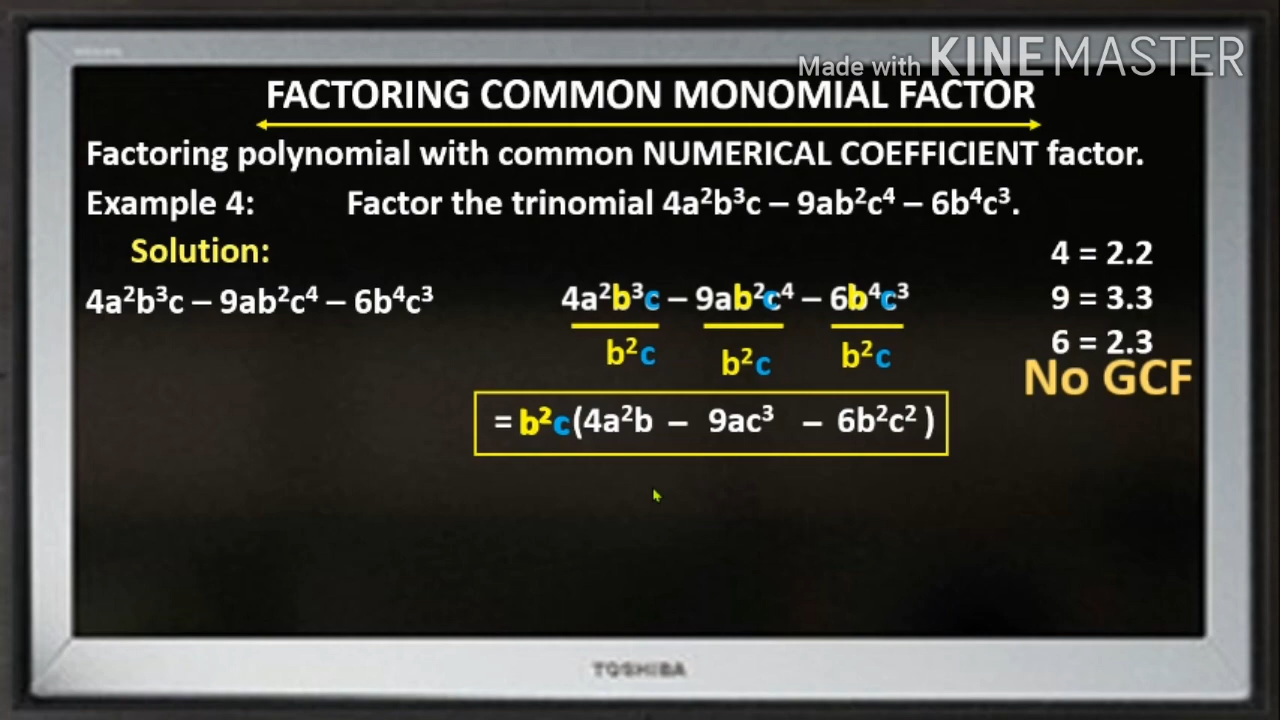 Made with KINEMASTER
FACTORING COMMON MONOMIAL FACTOR
Factoring polynomial with common NUMERICAL COEFFICIENT factor.
Example 4: Factor the trinomial 4a²b³c – 9ab²c⁴ – 6b⁴c³.
Solution:
4 = 2.2
4a²b³c – 9ab²c⁴ – 6b⁴c³
4a²b³c – 9ab²c⁴ – 6b⁴c³
9 = 3.3
b²c b²c b²c
6 = 2.3
No GCF
= b²c(4a²b – 9ac³ – 6b²c² )
TOSHIBA